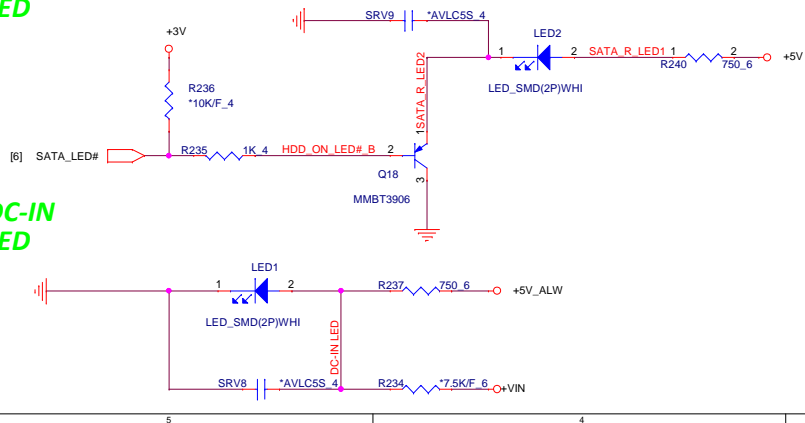 ED
SRV9 *AVLC5S_4
+3V
LED2
1 2 SATA_R_LED1 1 2 +5V
R240 750_6
LED_SMD(2P)WHI
SATA_R_LED2
R236
*10K/F_4
[6] SATA_LED# R235 1K_4 HDD_ON_LED#_B 2
1
3
Q18
MMBT3906
DC-IN
ED
LED1
1 2
R237 750_6 +5V_ALW
LED_SMD(2P)WHI
DC-IN LED
SRV8 *AVLC5S_4 R234 *7.5K/F_6 +VIN
5 4